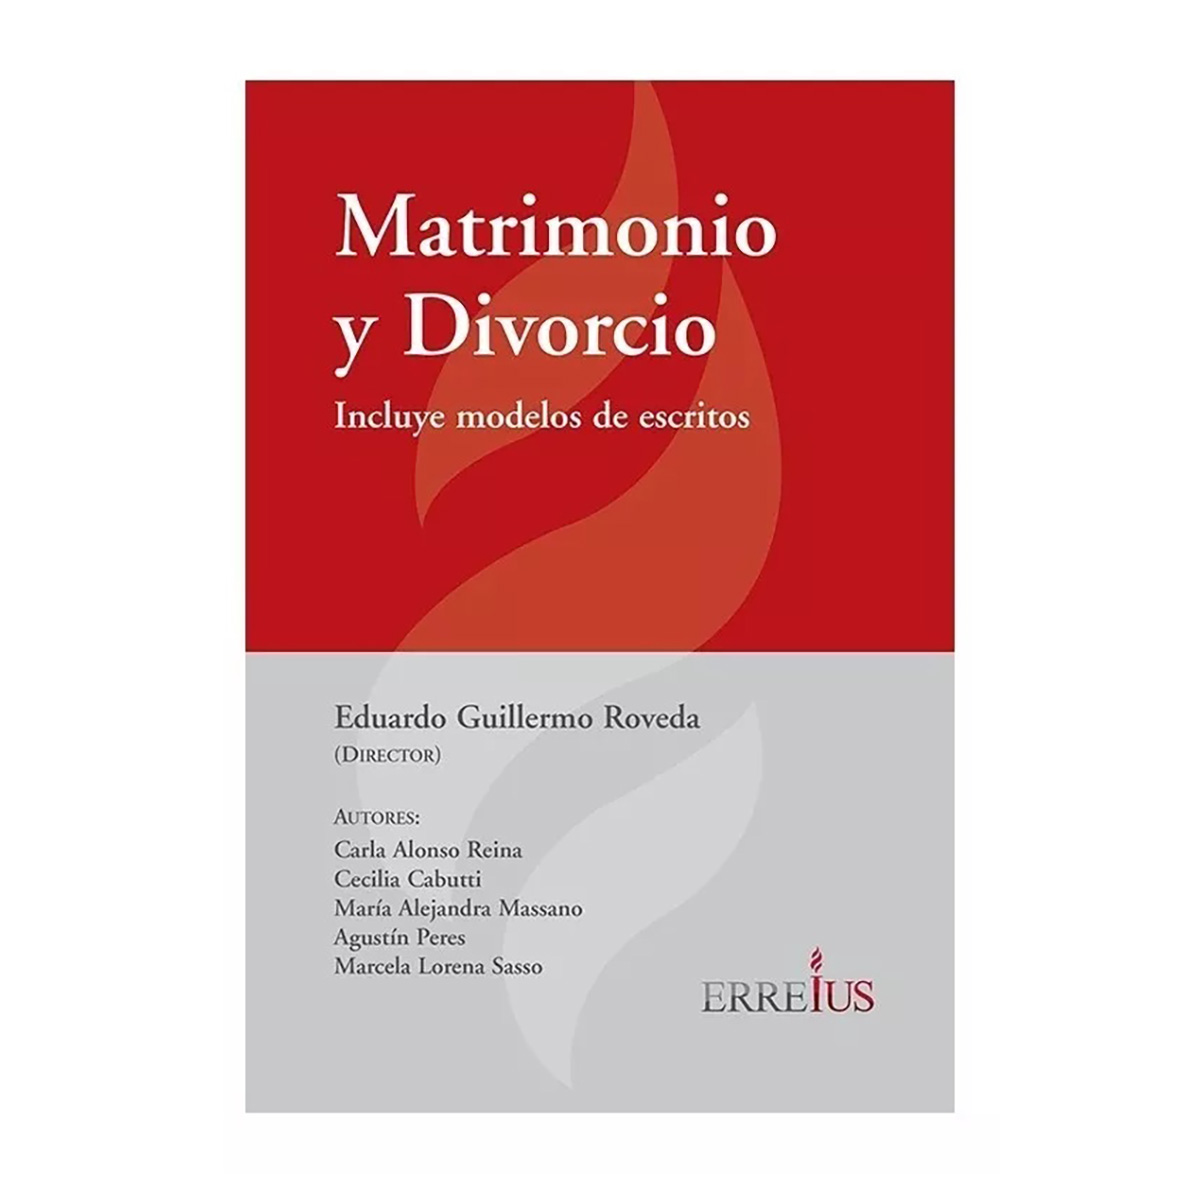 Matrimonio
y Divorcio
Incluye modelos de escritos
Eduardo Guillermo Roveda
(DIRECTOR)
AUTORES:
Carla Alonso Reina
Cecilia Cabutti
María Alejandra Massano
Agustín Peres
Marcela Lorena Sasso
ERREIUS